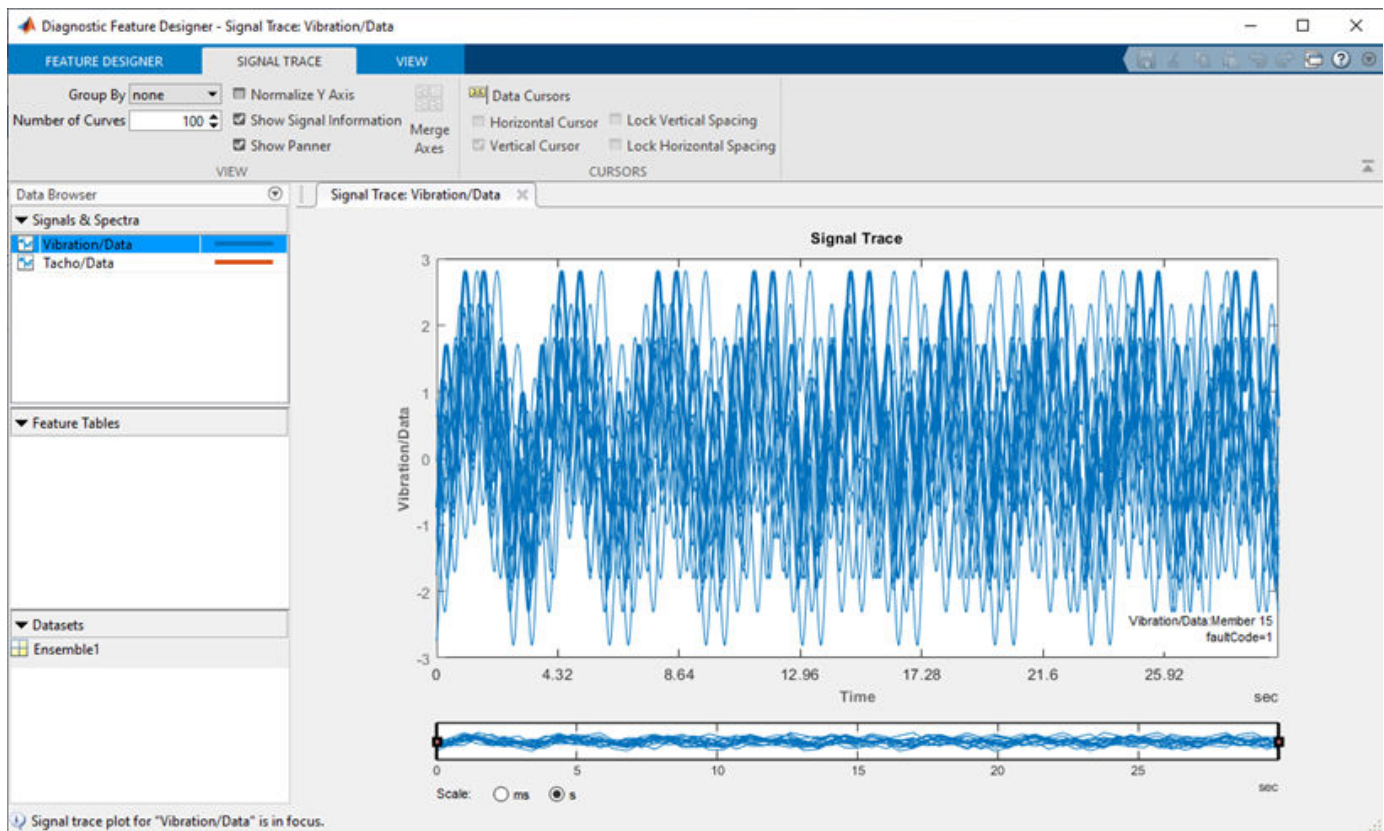 Diagnostic Feature Designer - Signal Trace: Vibration/Data
FEATURE DESIGNER SIGNAL TRACE VIEW
Group By none Normalize Y Axis Data Cursors
Number of Curves 100 Show Signal Information Merge Axes Horizontal Cursor Lock Vertical Spacing
Show Panner Vertical Cursor Lock Horizontal Spacing
VIEW CURSORS
Data Browser Signal Trace: Vibration/Data
Signals & Spectra
Vibration/Data
Tacho/Data
Feature Tables
Datasets
Ensemble1
Signal Trace
3
2
1
0
-1
-2
-3
Vibration/Data
Vibration/Data:Member 15
faultCode=1
0 4.32 8.64 12.96 17.28 21.6 25.92
Time sec
0 5 10 15 20 25
sec
Scale: ms s
Signal trace plot for "Vibration/Data" is in focus.